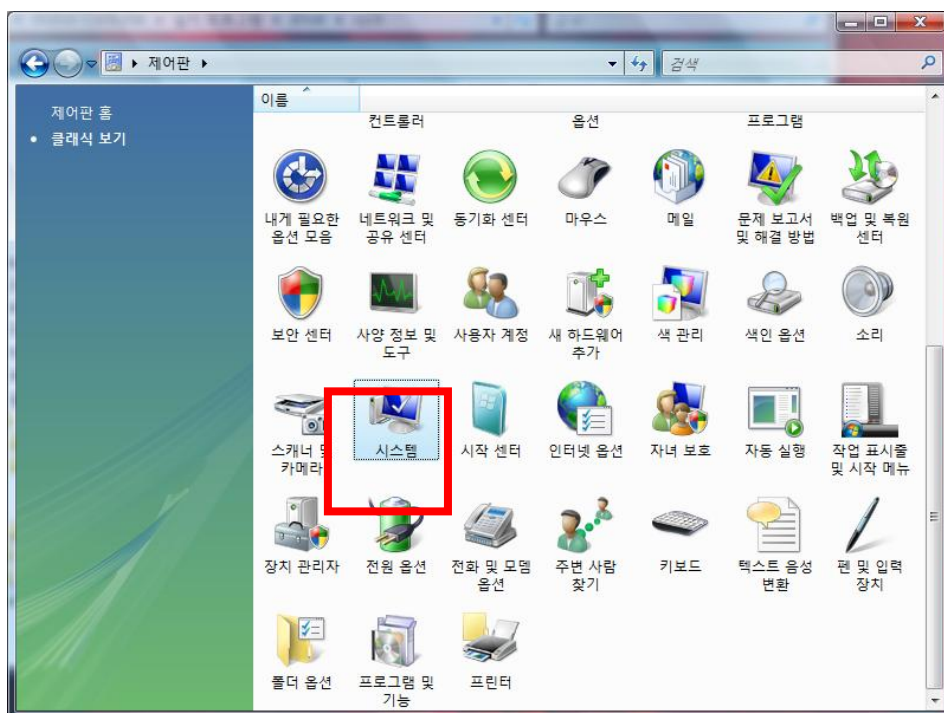 제어판
검색
제어판 홈
클래식 보기
이름
컨트롤러 옵션 프로그램
내게 필요한 네트워크 및 동기화 센터 마우스 메일 문제 보고서 백업 및 복원
옵션 모음 공유 센터 및 해결 방법 센터
보안 센터 사양 정보 및 사용자 계정 새 하드웨어 색 관리 색인 옵션 소리
도구 추가
스캐너 및 시스템 시작 센터 인터넷 옵션 자녀 보호 자동 실행 작업 표시줄
카메라 및 시작 메뉴
장치 관리자 전원 옵션 전화 및 모뎀 주변 사람 키보드 텍스트 음성 펜 및 입력
옵션 찾기 변환 장치
폴더 옵션 프로그램 및 프린터
기능